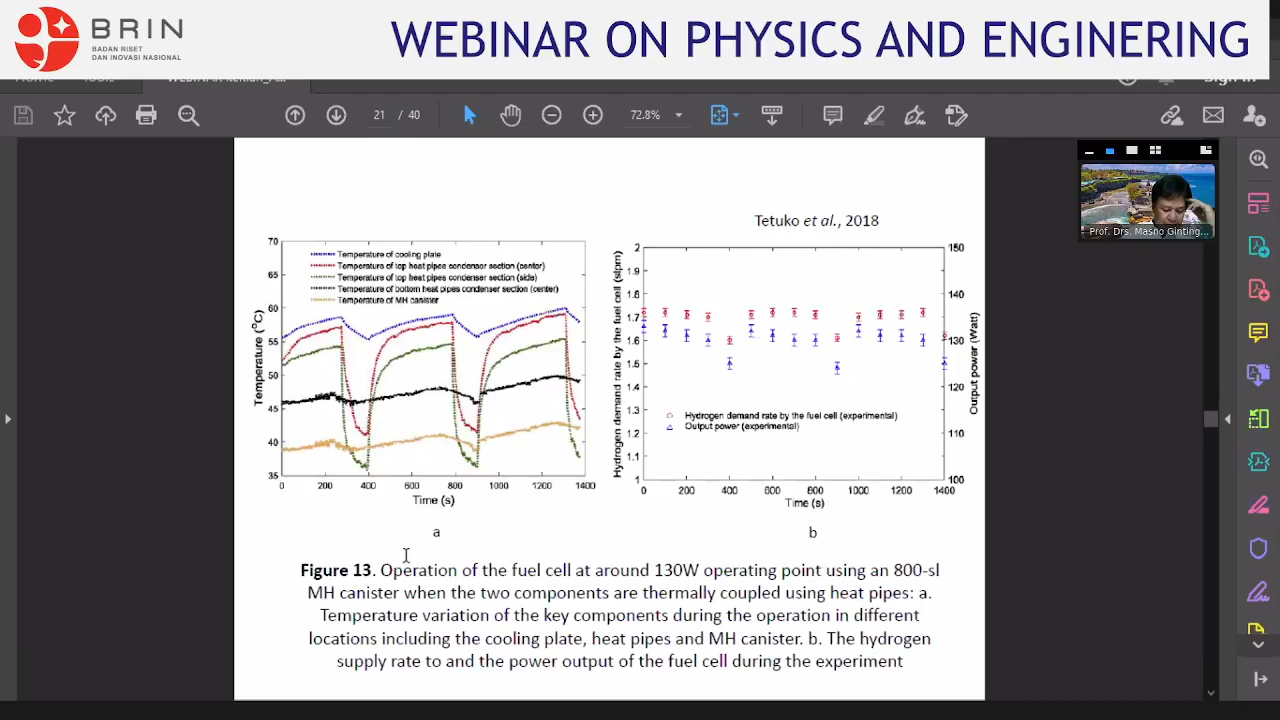 BRIN
BADAN RISET
DAN INOVASI NASIONAL
WEBINAR ON PHYSICS AND ENGINERING
21 / 40
72.8%
Prof. Drs. Masno Ginting...
Tetuko et al., 2018
Temperature of cooling plate
Temperature of top heat pipes condenser section (center)
Temperature of top heat pipes condenser section (side)
Temperature of bottom heat pipes condenser section (center)
Temperature of MH canister
70
65
60
55
50
45
40
35
Temperature (°C)
0 200 400 600 800 1000 1200 1400
Time (s)
a
Hydrogen demand rate by the fuel cell (slpm)
2
1.9
1.8
1.7
1.6
1.5
1.4
1.3
1.2
1.1
1
150
140
130
120
110
100
Output power (Watt)
Hydrogen demand rate by the fuel cell (experimental)
Output power (experimental)
0 200 400 600 800 1000 1200 1400
Time (s)
b
Figure 13. Operation of the fuel cell at around 130W operating point using an 800-sl
MH canister when the two components are thermally coupled using heat pipes: a.
Temperature variation of the key components during the operation in different
locations including the cooling plate, heat pipes and MH canister. b. The hydrogen
supply rate to and the power output of the fuel cell during the experiment